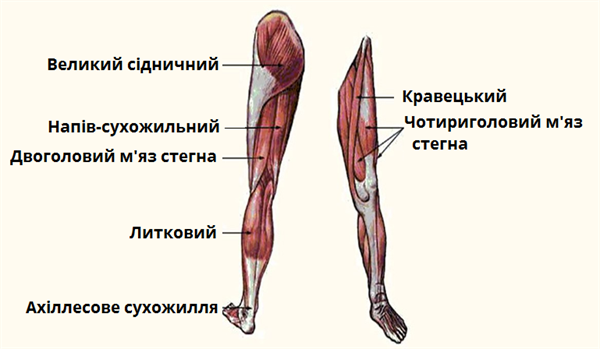 Великий сідничний
Напів-сухожильний
Двоголовий м'яз стегна
Литковий
Ахіллесове сухожилля
Кравецький
Чотириголовий м'яз
стегна